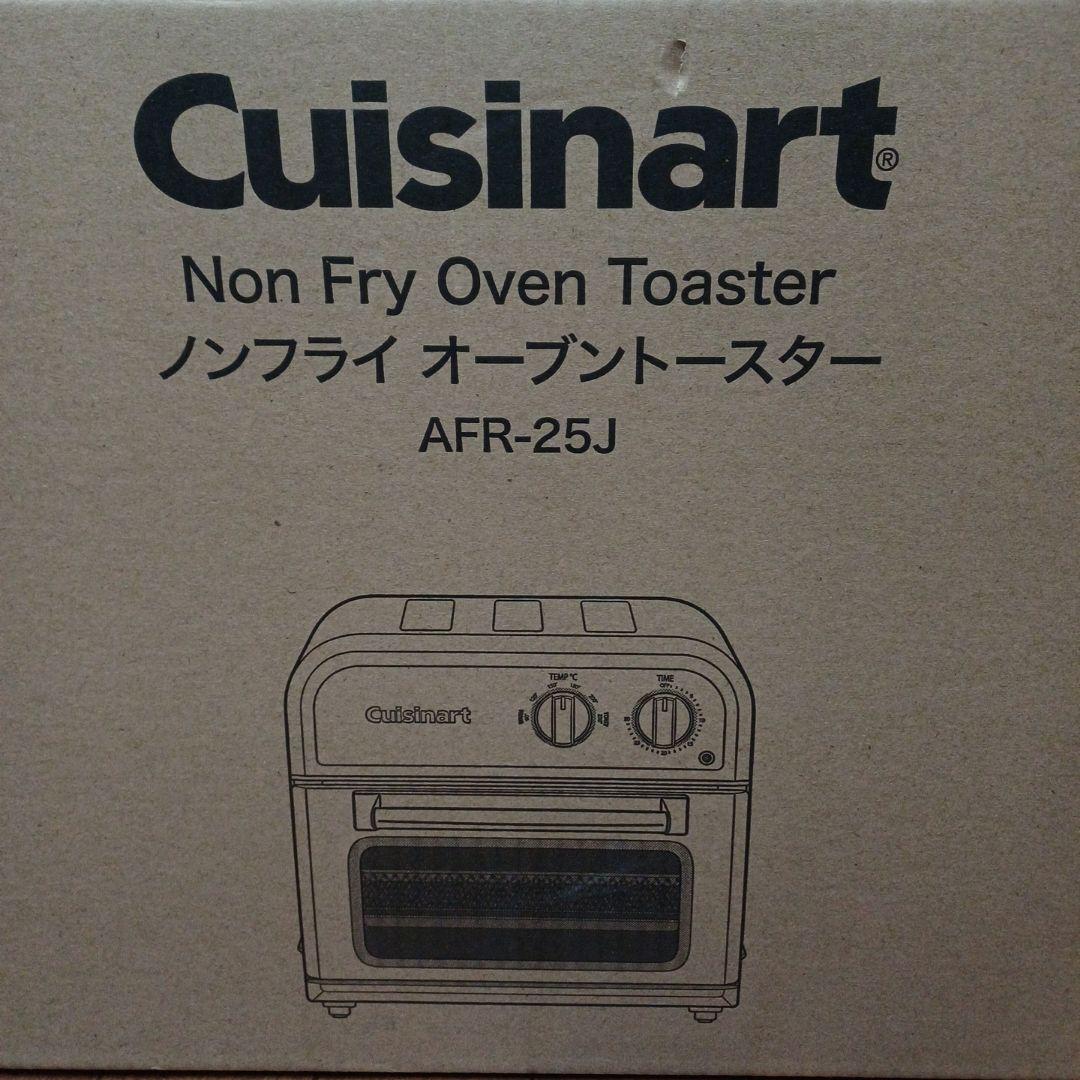 Cuisinart®
Non Fry Oven Toaster
ノンフライ オーブントースター
AFR-25J
TEMP °C
TIME
OFF
Cuisinart